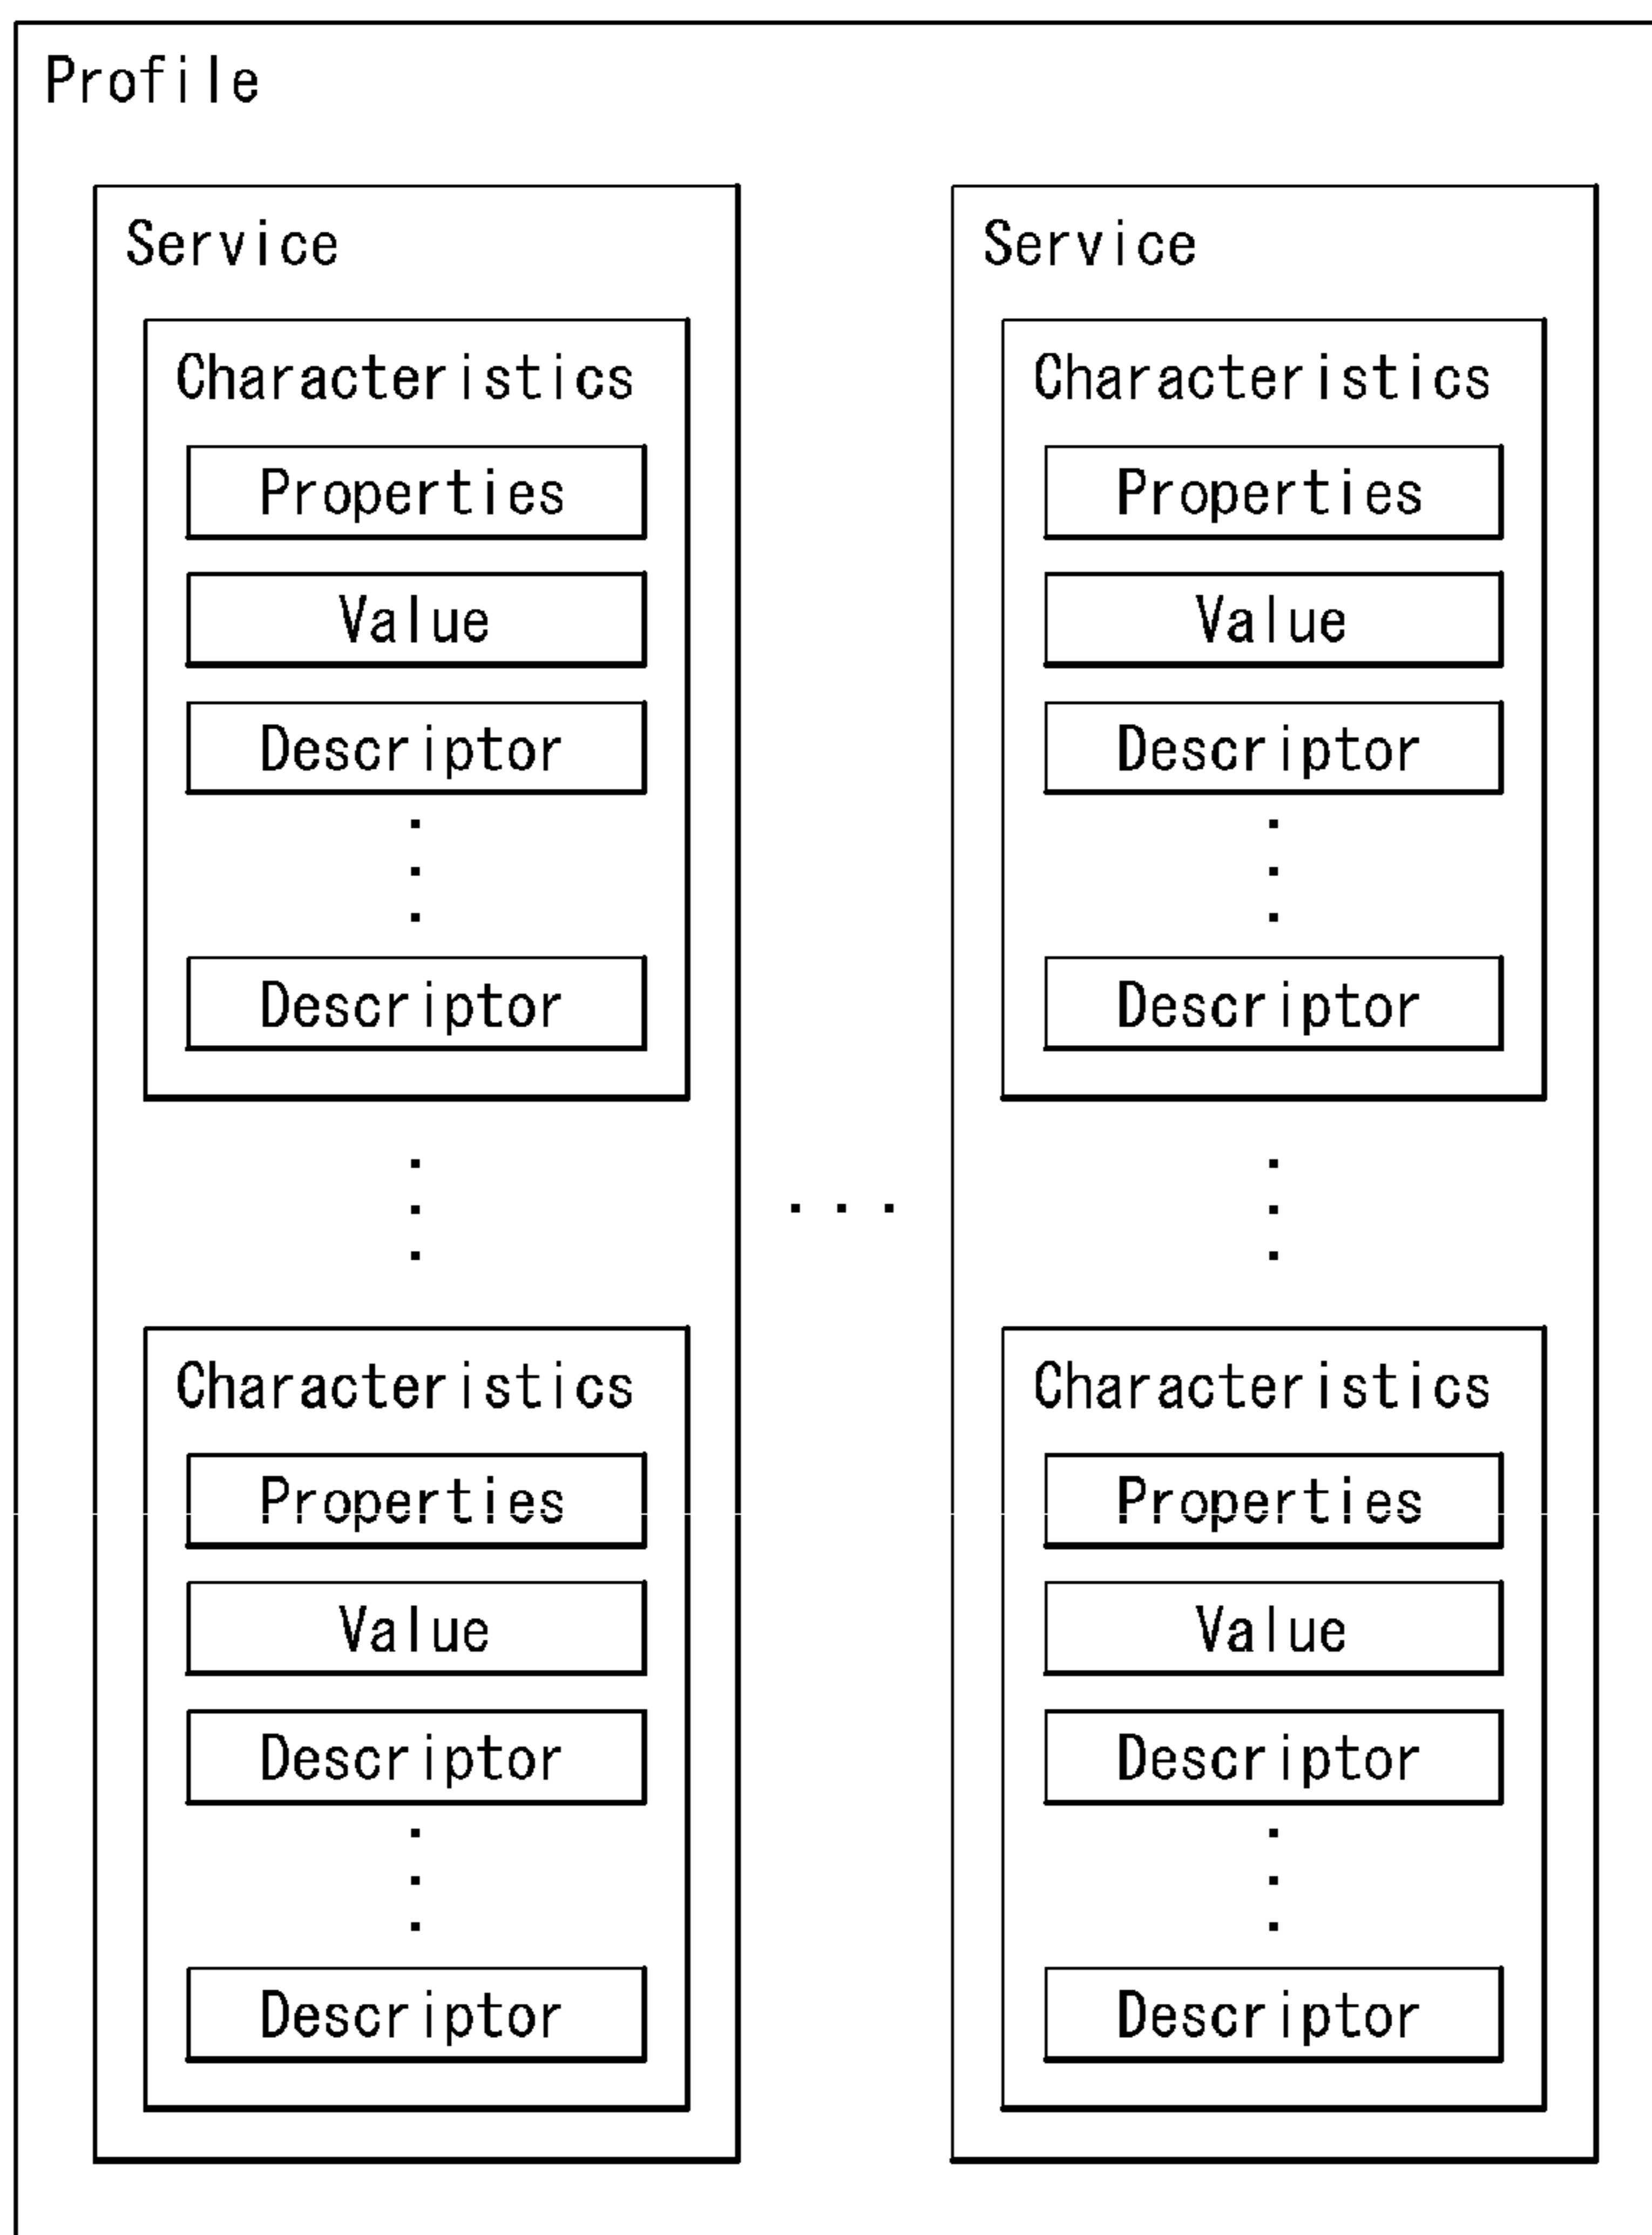 Profile
Service
Characteristics
Properties
Value
Descriptor
Descriptor
Characteristics
Properties
Value
Descriptor
Descriptor
Service
Characteristics
Properties
Value
Descriptor
Descriptor
Characteristics
Properties
Value
Descriptor
Descriptor